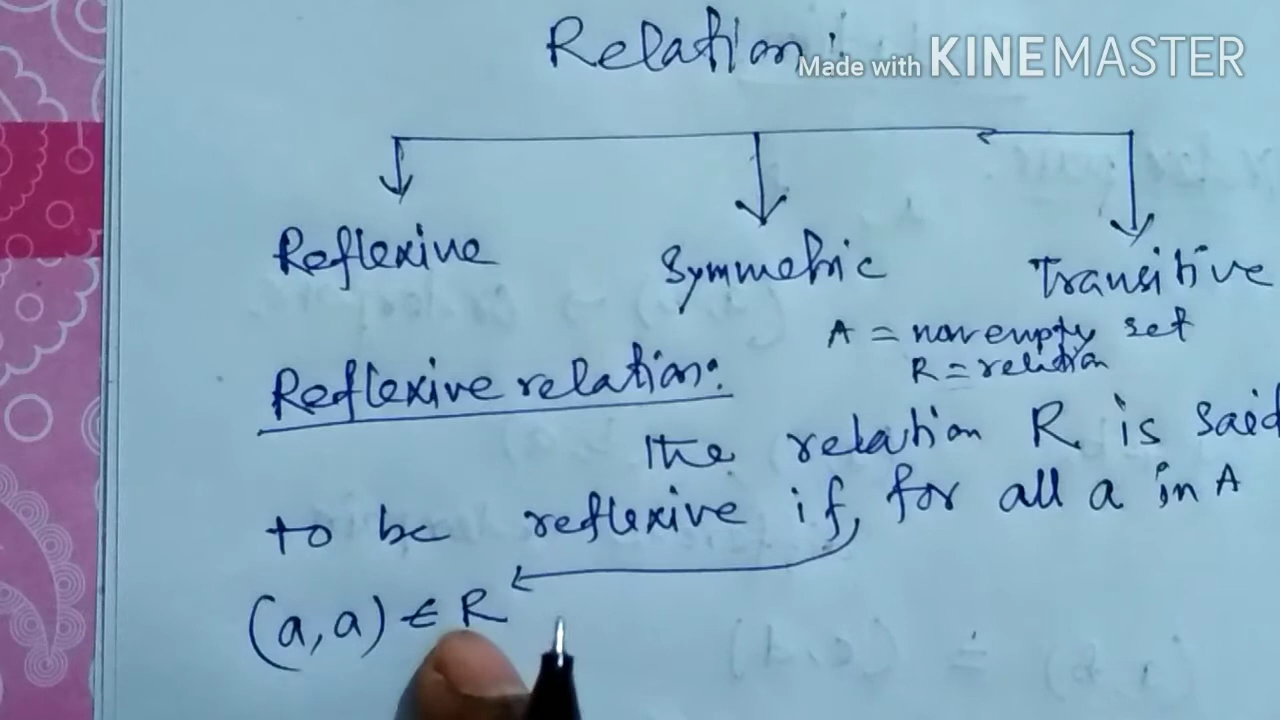 Relation:
Made with KINEMASTER
Reflexive Symmetric Transitive
A = non empty set
R = relation
Reflexive relation:
The relation R is said
to be reflexive if, for all a in A
(a,a) ∈ R